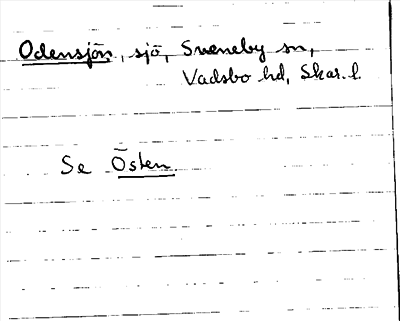 Odensjön, sjö, Sveneby sn,
Vadsbo hd, Skar. l.
Se Östen